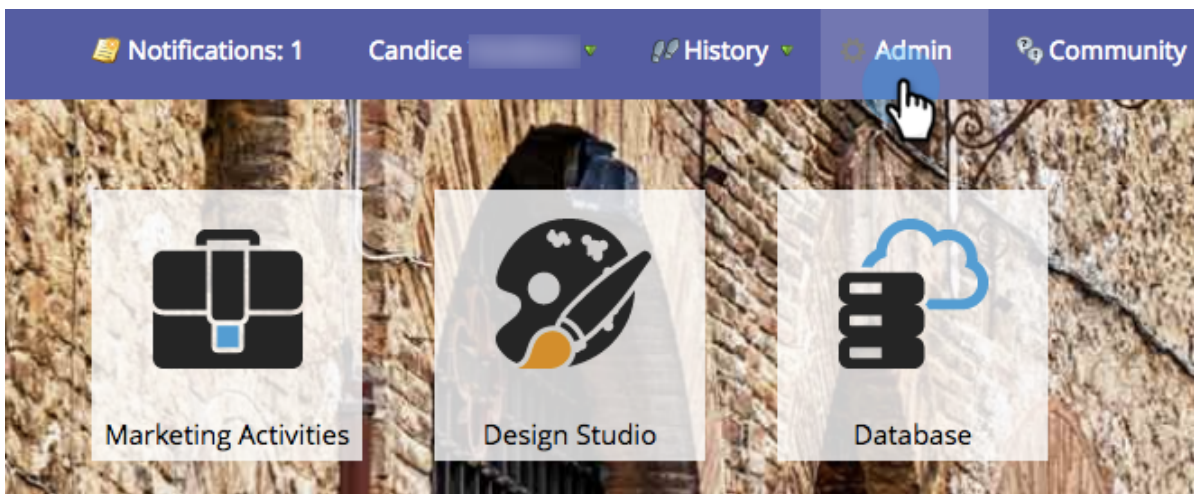 Notifications: 1 Candice History Admin Community
Marketing Activities Design Studio Database